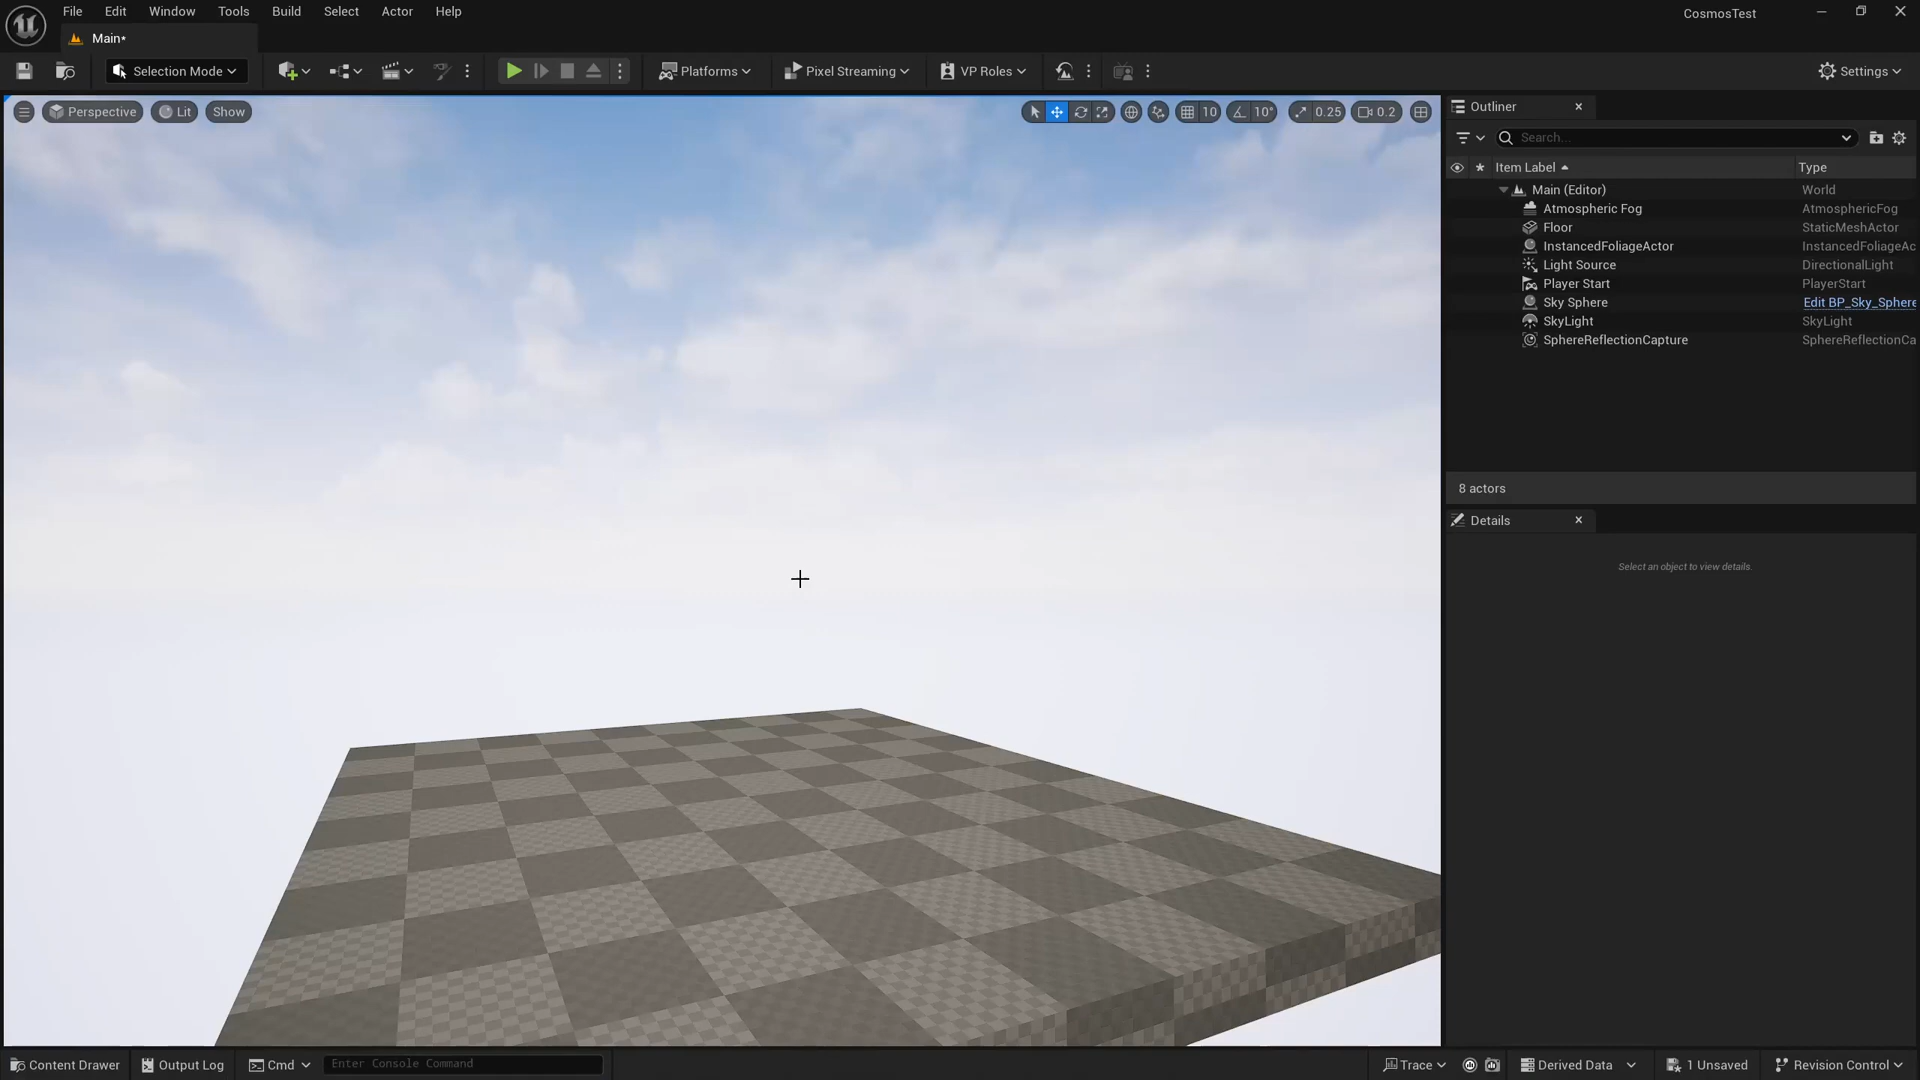 File Edit Window Tools Build Select Actor Help
CosmosTest
Main*
Selection Mode
Platforms
Pixel Streaming
VP Roles
Settings
Perspective
Lit
Show
10
10°
0.25
0.2
Outliner
Search...
Item Label
Type
Main (Editor) World
Atmospheric Fog AtmosphericFog
Floor StaticMeshActor
InstancedFoliageActor InstancedFoliageAc
Light Source DirectionalLight
Player Start PlayerStart
Sky Sphere Edit BP_Sky_Sphere
SkyLight SkyLight
SphereReflectionCapture SphereReflectionCa
8 actors
Details
Select an object to view details.
Content Drawer
Output Log
Cmd
Enter Console Command
Trace
Derived Data
1 Unsaved
Revision Control